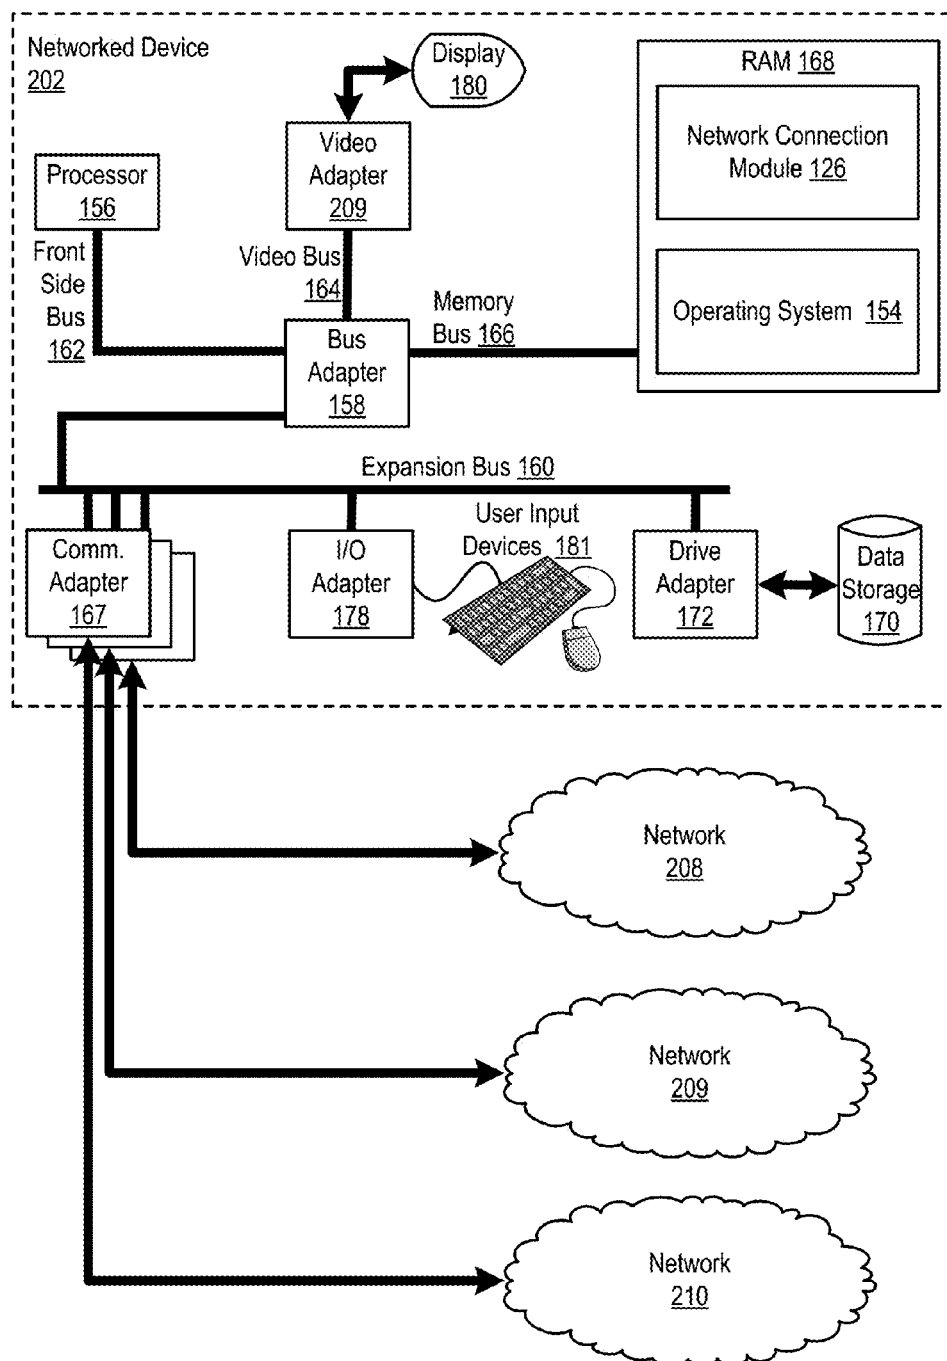 Networked Device
202
Display
180
RAM 168
Network Connection
Module 126
Operating System 154
Video
Adapter
209
Processor
156
Front
Side
Bus
162
Video Bus
164
Memory
Bus 166
Bus
Adapter
158
Expansion Bus 160
Comm.
Adapter
167
I/O
Adapter
178
User Input
Devices 181
Drive
Adapter
172
Data
Storage
170
Network
208
Network
209
Network
210